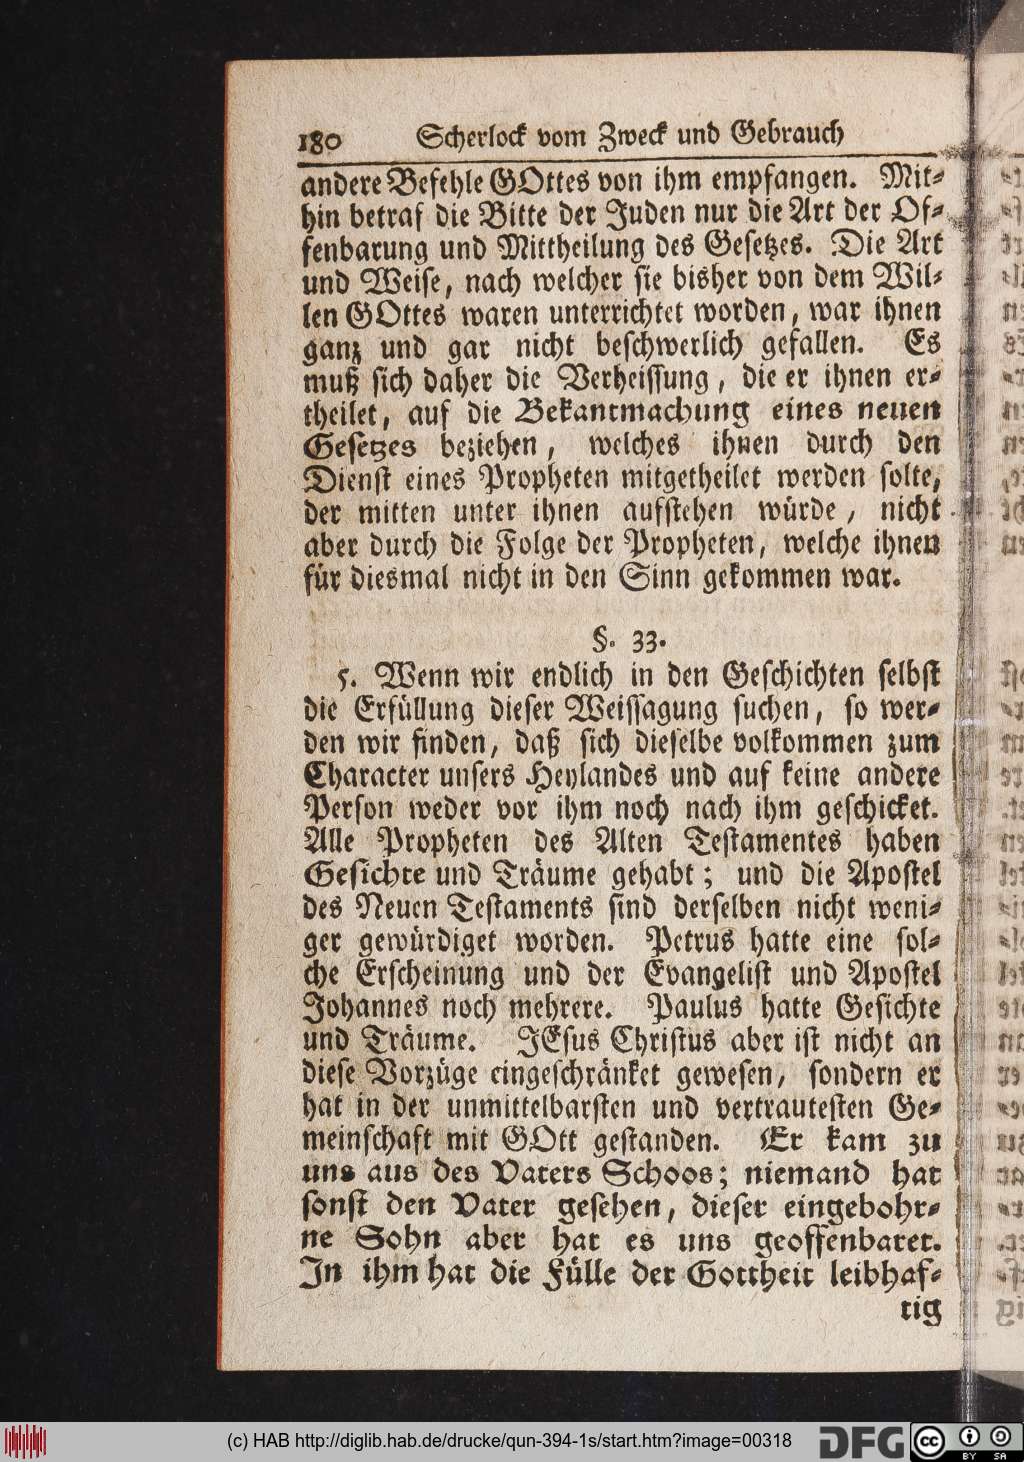 180 Scherlock vom Zweck und Gebrauch
andere Befehle GOttes von ihm empfangen. Mit-
hin betraf die Bitte der Juden nur die Art der Of-
fenbarung und Mittheilung des Gesetzes. Die Art
und Weise, nach welcher sie bisher von dem Wil-
len GOttes waren unterrichtet worden, war ihnen
ganz und gar nicht beschwerlich gefallen. Es
muß sich daher die Verheissung, die er ihnen er-
theilet, auf die Bekantmachung eines neuen
Gesetzes beziehen, welches ihnen durch den
Dienst eines Propheten mitgetheilet werden solte,
der mitten unter ihnen aufstehen würde, nicht
aber durch die Folge der Propheten, welche ihnen
für diesmal nicht in den Sinn gekommen war.
§. 33.
5. Wenn wir endlich in den Geschichten selbst
die Erfüllung dieser Weissagung suchen, so wer-
den wir finden, daß sich dieselbe volkommen zum
Character unsers Heylandes und auf keine andere
Person weder vor ihm noch nach ihm geschicket.
Alle Propheten des Alten Testamentes haben
Gesichte und Träume gehabt; und die Apostel
des Neuen Testaments sind derselben nicht weni-
ger gewürdiget worden. Petrus hatte eine sol-
che Erscheinung und der Evangelist und Apostel
Johannes noch mehrere. Paulus hatte Gesichte
und Träume. JEsus Christus aber ist nicht an
diese Vorzüge eingeschränket gewesen, sondern er
hat in der unmittelbarsten und vertrautesten Ge-
meinschaft mit GOtt gestanden. Er kam zu
uns aus des Vaters Schoos; niemand hat
sonst den Vater gesehen, dieser eingebohr-
ne Sohn aber hat es uns geoffenbaret.
In ihm hat die Fülle der Gottheit leibhaf-
tig
(c) HAB http://diglib.hab.de/drucke/qun-394-1s/start.htm?image=00318
DFG
cc BY SA